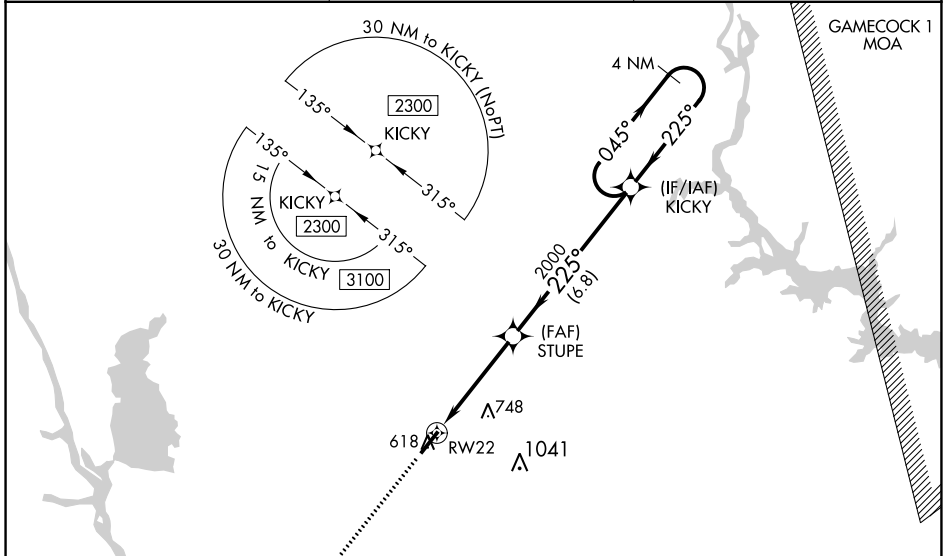 GAMECOCK 1
MOA
30 NM to KICKY (NoPT)
135°
2300
KICKY
315°
135°
15 NM to KICKY
KICKY
2300
315°
3100
30 NM to KICKY
4 NM
045°
225°
(IF/IAF)
KICKY
2000
225°
(6.8)
(FAF)
STUPE
748
618
RW22
1041